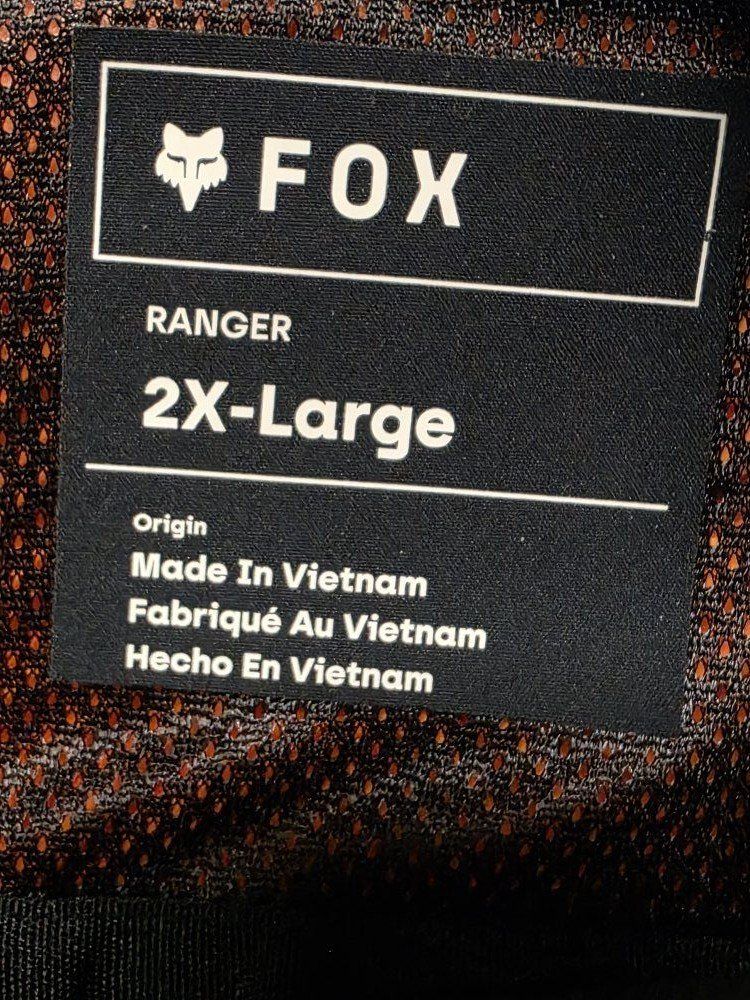 FOX
RANGER
2X-Large
Origin
Made In Vietnam
Fabriqué Au Vietnam
Hecho En Vietnam